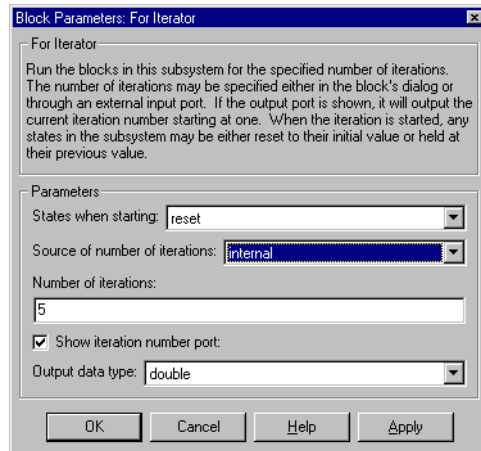 Block Parameters: For Iterator
For Iterator
Run the blocks in this subsystem for the specified number of iterations.
The number of iterations may be specified either in the block's dialog or
through an external input port.  If the output port is shown, it will output the
current iteration number starting at one.  When the iteration is started, any
states in the subsystem may be either reset to their initial value or held at
their previous value.
Parameters
States when starting: reset
Source of number of iterations: internal
Number of iterations:
5
Show iteration number port:
Output data type: double
OK Cancel Help Apply